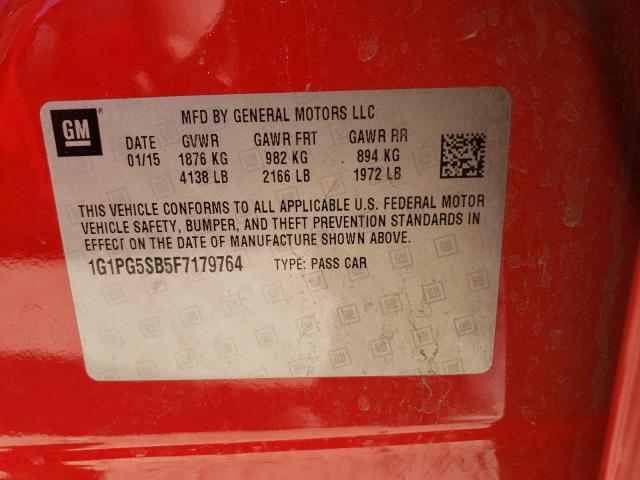 GM
MFD BY GENERAL MOTORS LLC
DATE GVWR GAWR FRT GAWR RR
01/15 1876 KG 982 KG 894 KG
4138 LB 2166 LB 1972 LB
THIS VEHICLE CONFORMS TO ALL APPLICABLE U.S. FEDERAL MOTOR
VEHICLE SAFETY, BUMPER, AND THEFT PREVENTION STANDARDS IN
EFFECT ON THE DATE OF MANUFACTURE SHOWN ABOVE.
1G1PG5SB5F7179764 TYPE: PASS CAR